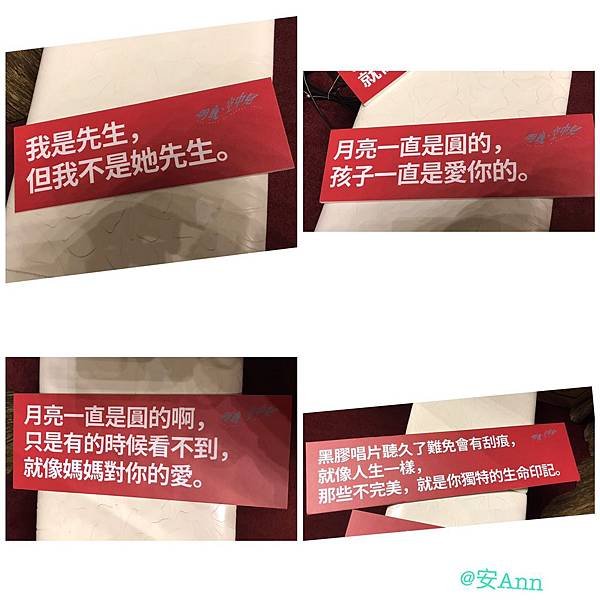 我是先生，
但我不是她先生。
就像
月亮一直是圓的，
孩子一直是愛你的。
月亮一直是圓的啊，
只是有的時候看不到，
就像媽媽對你的愛。
黑膠唱片聽久了難免會有刮痕，
就像人生一樣，
那些不完美，就是你獨特的生命印記。
@安Ann